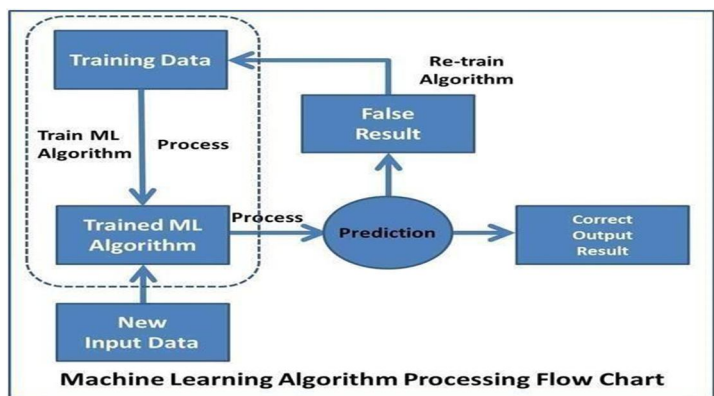 Training Data
Re-train
Algorithm
False
Result
Train ML
Algorithm
Process
Trained ML
Algorithm
Process
Prediction
Correct
Output
Result
New
Input Data
Machine Learning Algorithm Processing Flow Chart